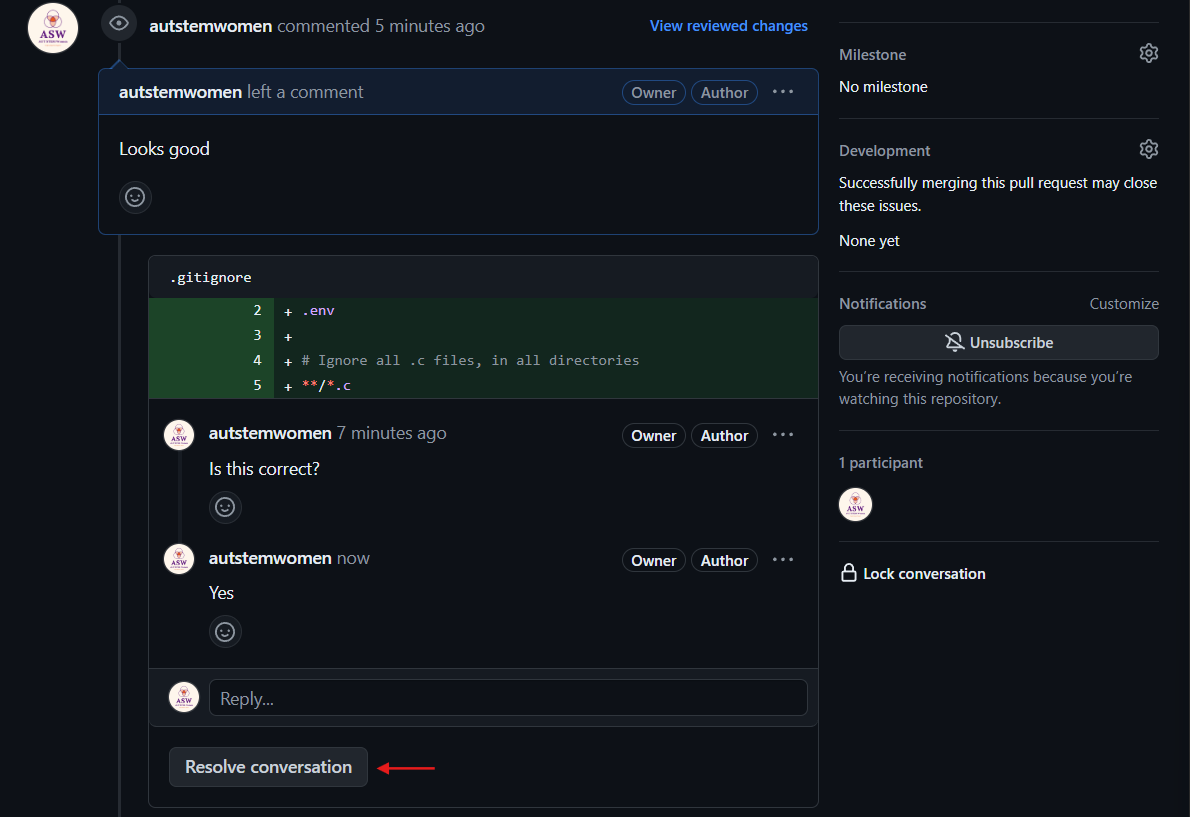 ASW
autstemwomen commented 5 minutes ago
View reviewed changes
autstemwomen left a comment
Owner
Author
Looks good
.gitignore
2 + .env
3 +
4 + # Ignore all .c files, in all directories
5 + **/*.c
ASW
autstemwomen 7 minutes ago
Owner
Author
Is this correct?
ASW
autstemwomen now
Owner
Author
Yes
ASW
Reply...
Resolve conversation
Milestone
No milestone
Development
Successfully merging this pull request may close
these issues.
None yet
Notifications
Customize
Unsubscribe
You're receiving notifications because you're
watching this repository.
1 participant
ASW
Lock conversation